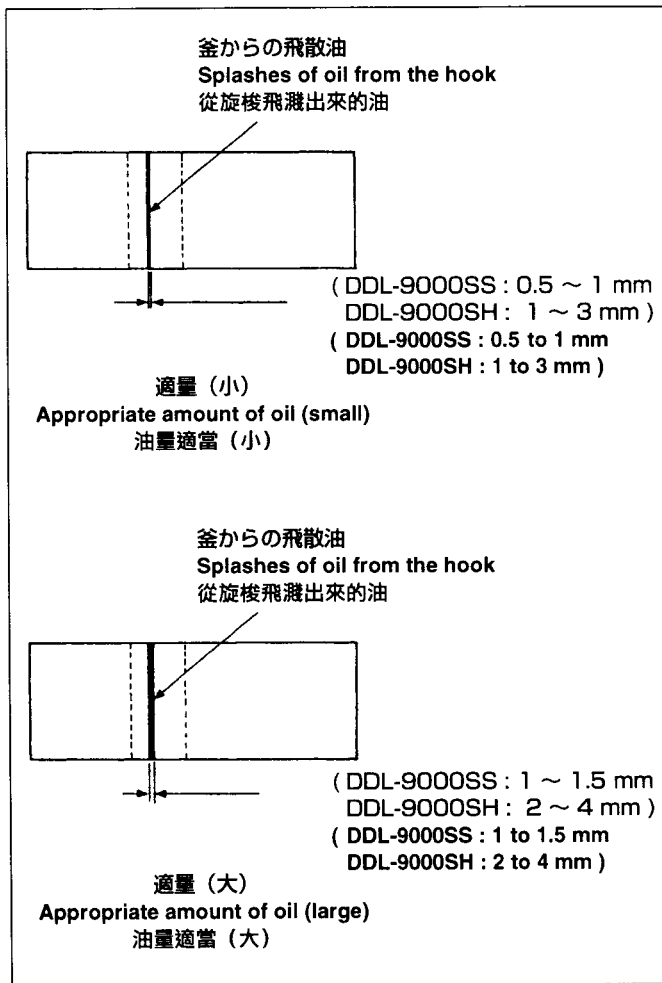 釜からの飛散油
Splashes of oil from the hook
從旋梭飛濺出來的油
( DDL-9000SS : 0.5 ~ 1 mm
DDL-9000SH : 1 ~ 3 mm )
( DDL-9000SS : 0.5 to 1 mm
DDL-9000SH : 1 to 3 mm )
適量（小）
Appropriate amount of oil (small)
油量適當（小）
釜からの飛散油
Splashes of oil from the hook
從旋梭飛濺出來的油
( DDL-9000SS : 1 ~ 1.5 mm
DDL-9000SH : 2 ~ 4 mm )
( DDL-9000SS : 1 to 1.5 mm
DDL-9000SH : 2 to 4 mm )
適量（大）
Appropriate amount of oil (large)
油量適當（大）